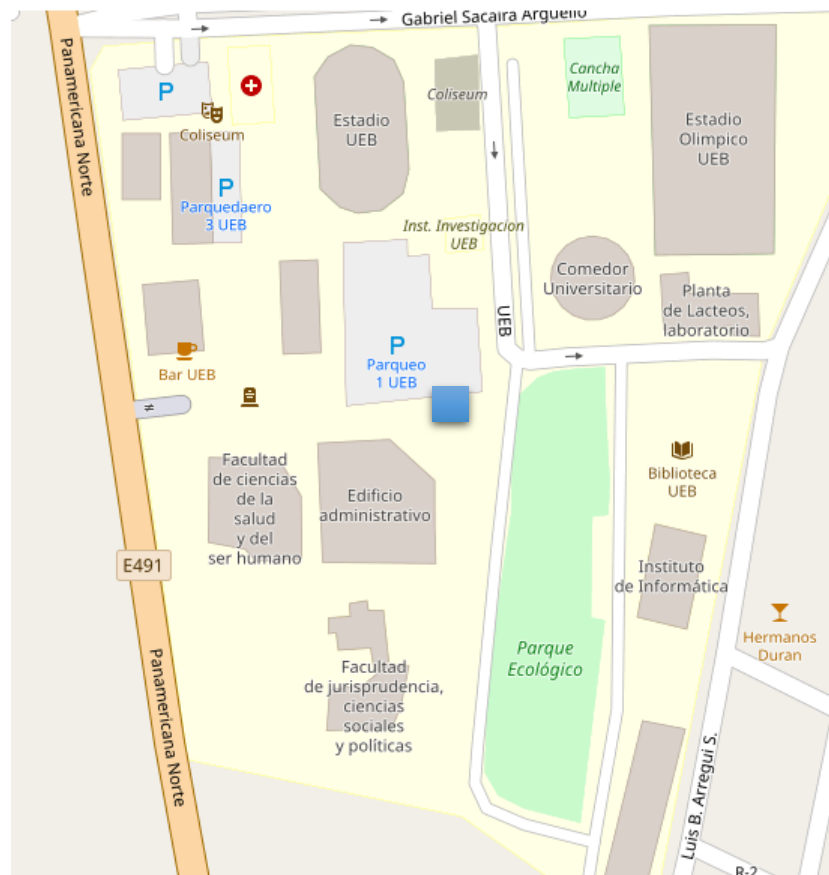 Gabriel Sacaira Arguello
Panamericana Norte
P
Coliseum
Estadio
UEB
Coliseum
Cancha
Multiple
Estadio
Olimpico
UEB
P
Parquedaero
3 UEB
Inst. Investigacion
UEB
Comedor
Universitario
Planta
de Lacteos,
laboratorio
UEB
P
Parqueo
1 UEB
Bar UEB
Facultad
de ciencias
de la
salud
y del
ser humano
Edificio
administrativo
Biblioteca
UEB
E491
Instituto
de Informática
Hermanos
Duran
Parque
Ecológico
Facultad
de jurisprudencia,
ciencias
sociales
y políticas
Panamericana Norte
Luis B. Arregui S.
R-2